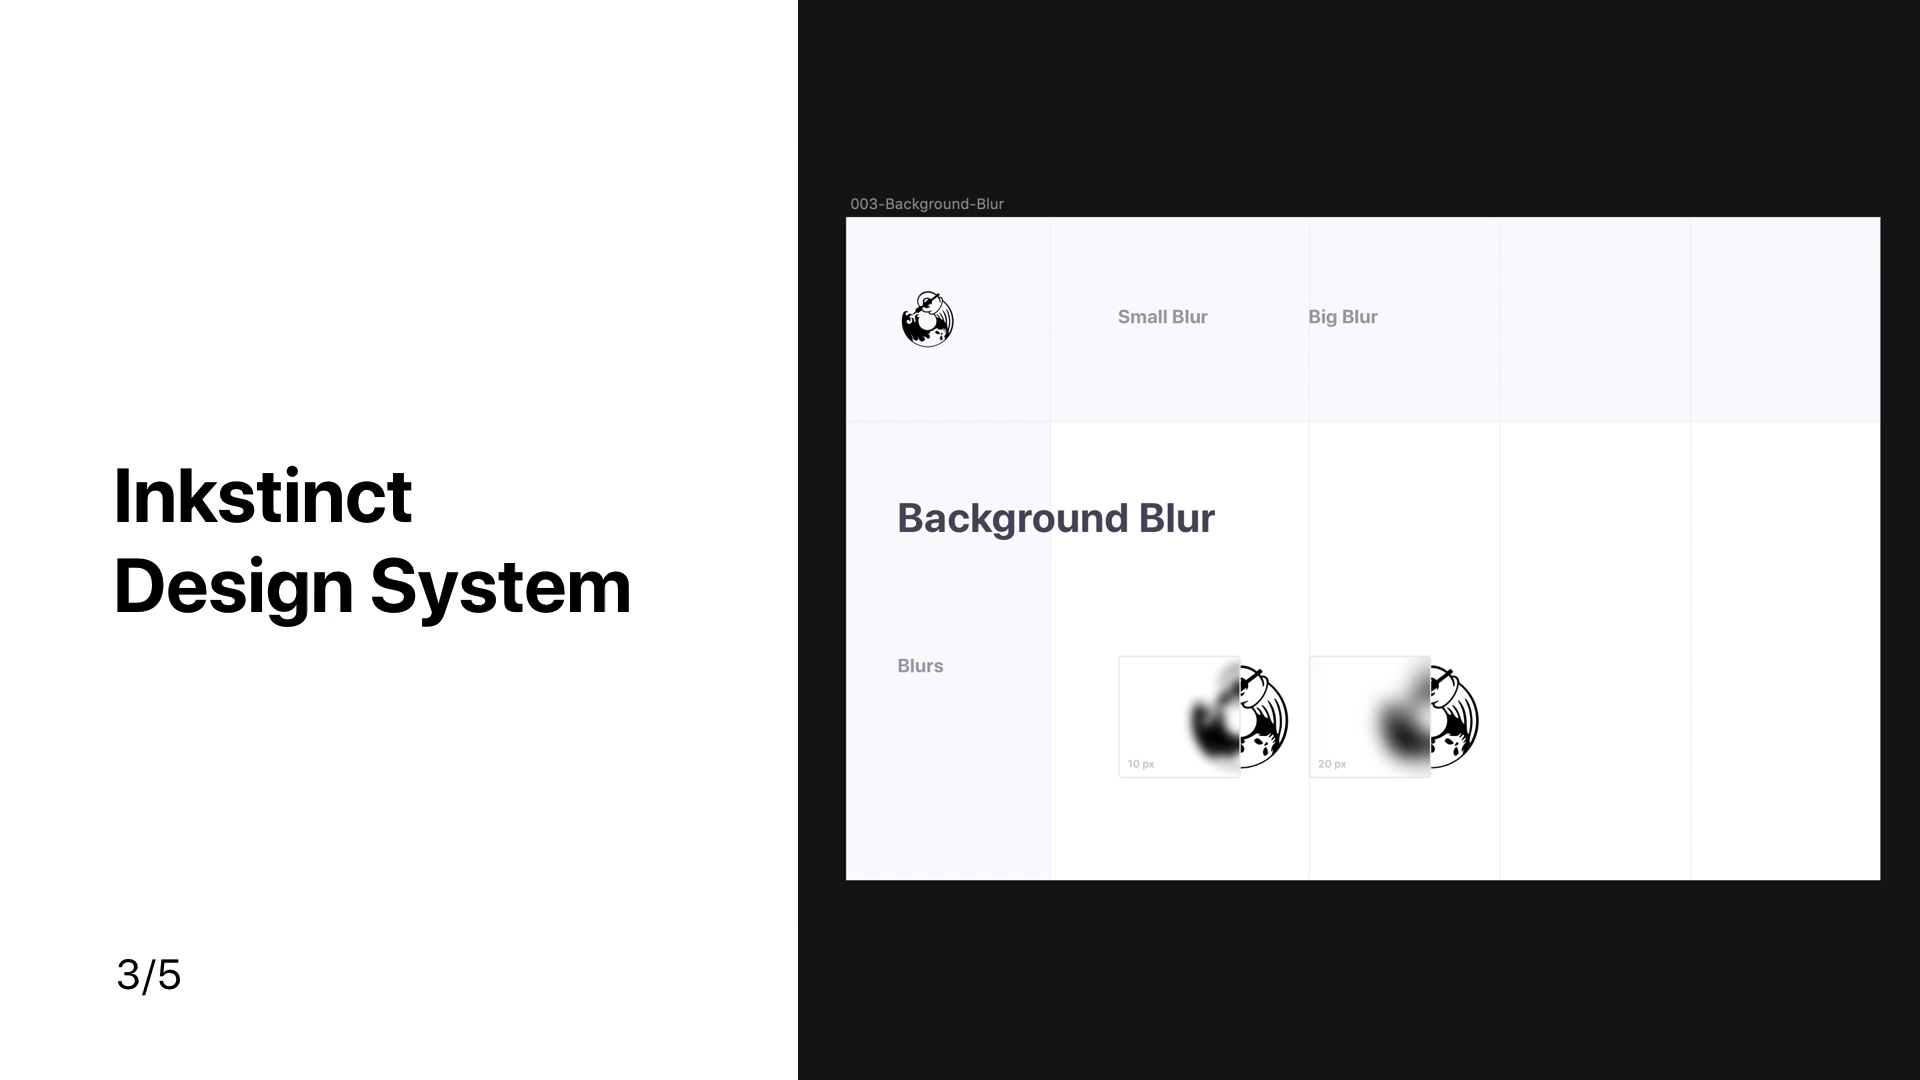 Inkstinct
Design System
3/5
003-Background-Blur
Small Blur
Big Blur
Background Blur
Blurs
10 px
20 px